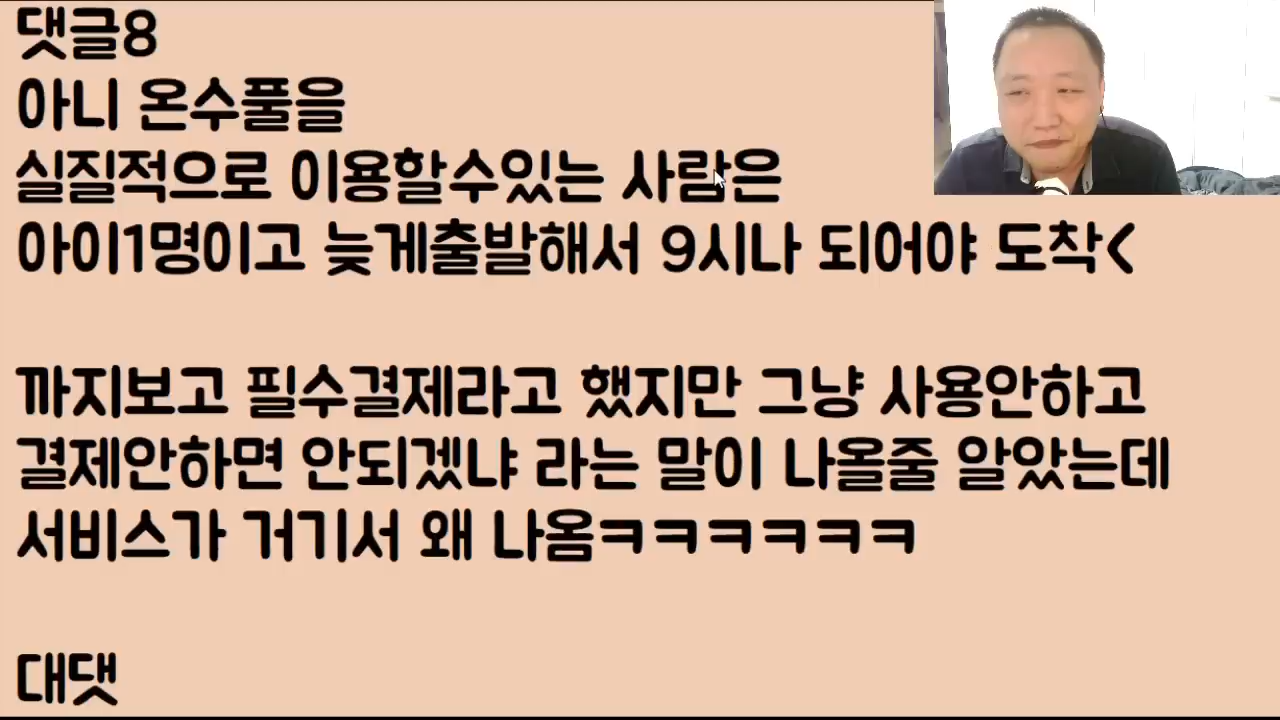 댓글8
아니 온수풀을
실질적으로 이용할수있는 사람은
아이1명이고 늦게출발해서 9시나 되어야 도착<
까지보고 필수결제라고 했지만 그냥 사용안하고
결제안하면 안되겠냐 라는 말이 나올줄 알았는데
서비스가 거기서 왜 나옴ㅋㅋㅋㅋㅋㅋ
대댓